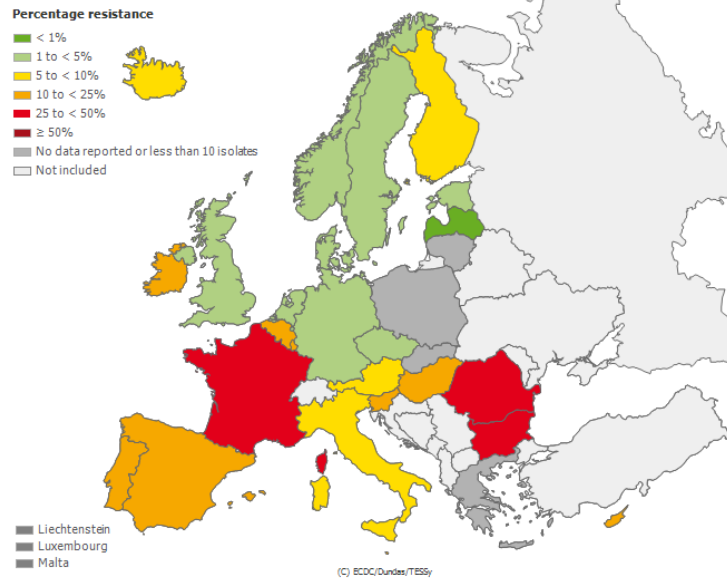 Percentage resistance
< 1%
1 to < 5%
5 to < 10%
10 to < 25%
25 to < 50%
≥ 50%
No data reported or less than 10 isolates
Not included
Liechtenstein
Luxembourg
Malta
(C) ECDC/Dundas/TESSy